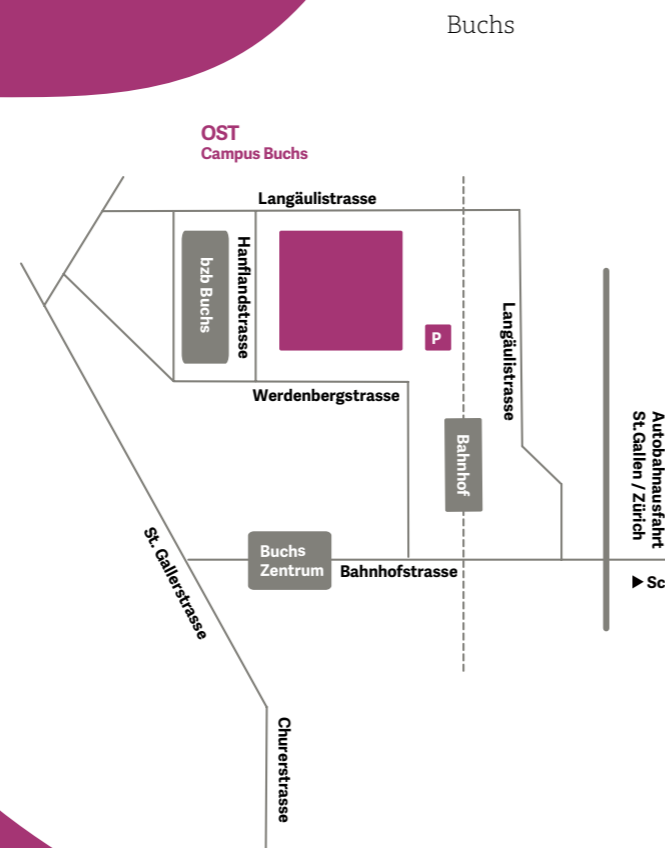 Buchs
OST
Campus Buchs
Langäulistrasse
bzb Buchs
Hanflandstrasse
P
Langäulistrasse
Werdenbergstrasse
Bahnhof
Autobahnausfahrt
St.Gallen / Zürich
St. Gallerstrasse
Buchs
Zentrum
Bahnhofstrasse
▶ Sc
Churerstrasse